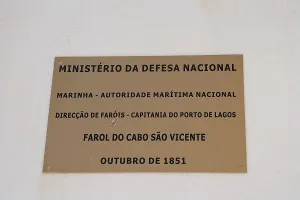 MINISTÉRIO DA DEFESA NACIONAL
MARINHA - AUTORIDADE MARÍTIMA NACIONAL
DIRECÇÃO DE FARÓIS - CAPITANIA DO PORTO DE LAGOS
FAROL DO CABO SÃO VICENTE
OUTUBRO DE 1851